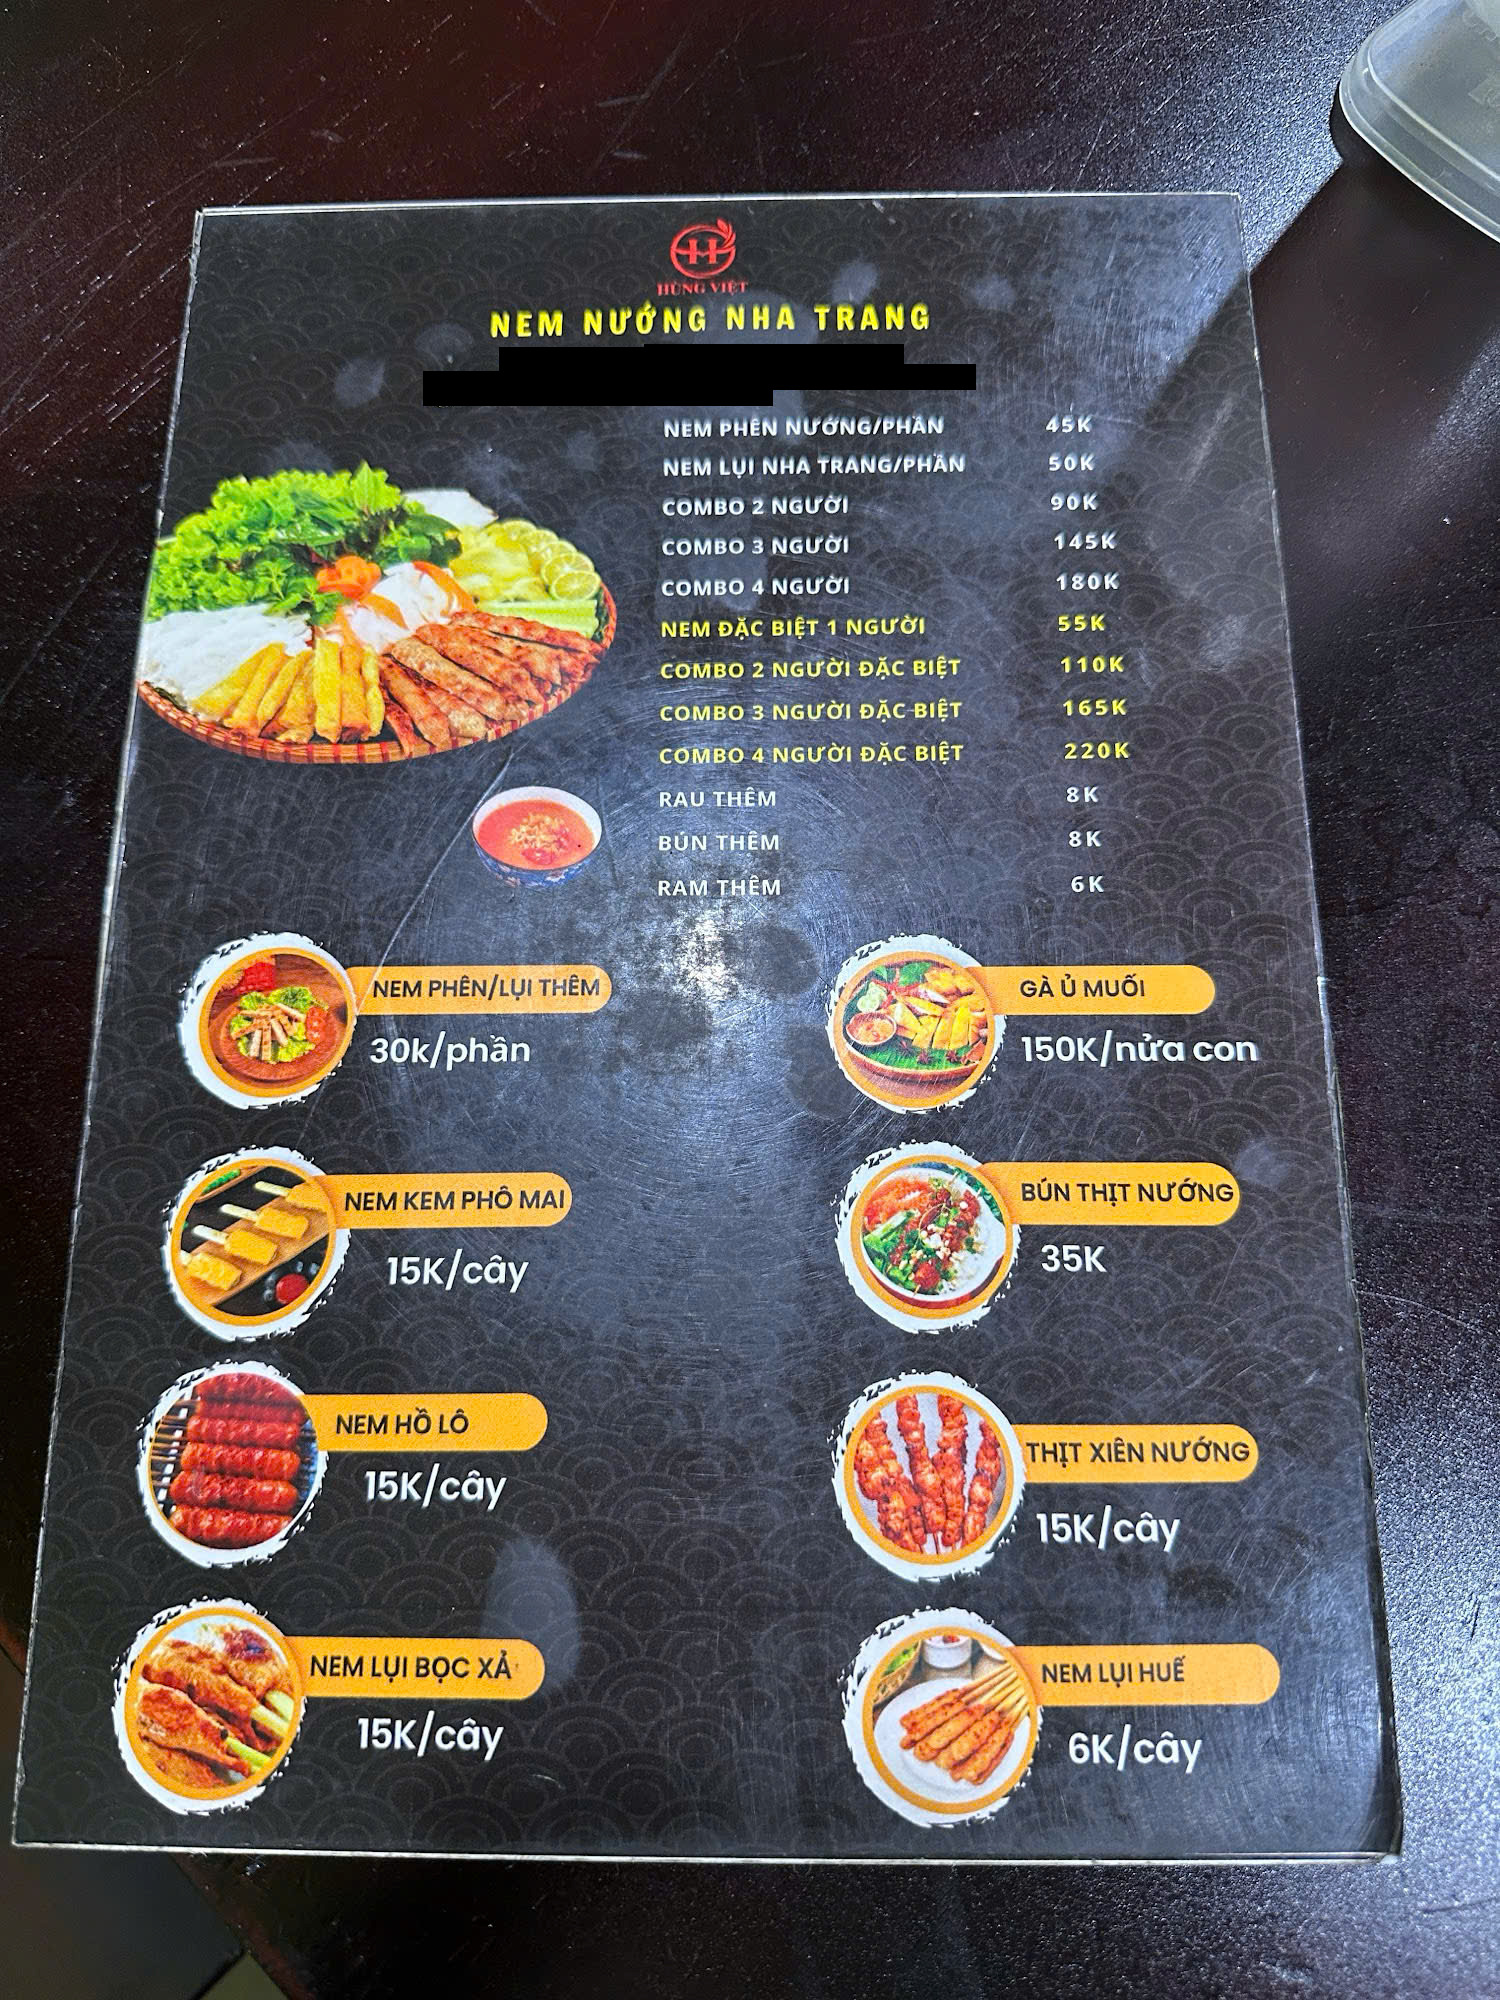 H
HÙNG VIỆT
NEM NƯỚNG NHA TRANG
NEM PHÊN NƯỚNG/PHẦN 45K
NEM LỤI NHA TRANG/PHẦN 50K
COMBO 2 NGƯỜI 90K
COMBO 3 NGƯỜI 145K
COMBO 4 NGƯỜI 180K
NEM ĐẶC BIỆT 1 NGƯỜI 55K
COMBO 2 NGƯỜI ĐẶC BIỆT 110K
COMBO 3 NGƯỜI ĐẶC BIỆT 165K
COMBO 4 NGƯỜI ĐẶC BIỆT 220K
RAU THÊM 8K
BÚN THÊM 8K
RAM THÊM 6K
NEM PHÊN/LỤI THÊM
30k/phần
NEM KEM PHÔ MAI
15K/cây
NEM HỒ LÔ
15K/cây
NEM LỤI BỌC XẢ
15K/cây
GÀ Ủ MUỐI
150K/nửa con
BÚN THỊT NƯỚNG
35K
THỊT XIÊN NƯỚNG
15K/cây
NEM LỤI HUẾ
6K/cây